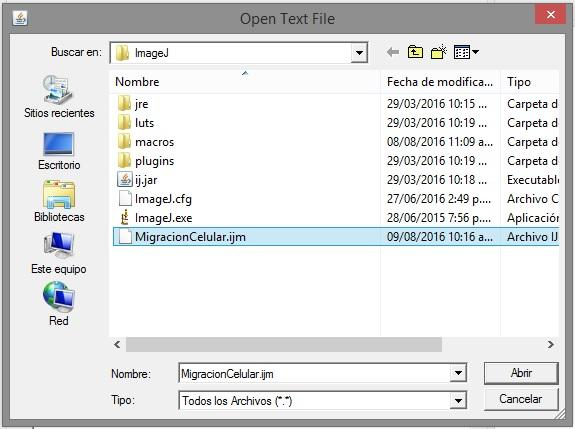 Open Text File
Buscar en: ImageJ
Nombre Fecha de modifica... Tipo
jre 29/03/2016 10:15 ... Carpeta d
luts 29/03/2016 10:19 ... Carpeta d
macros 08/08/2016 11:09 a... Carpeta d
plugins 29/03/2016 10:19 ... Carpeta d
ij.jar 29/03/2016 10:18 ... Executabl
ImageJ.cfg 27/06/2016 2:49 p.... Archivo C
ImageJ.exe 28/06/2015 7:56 p.... Aplicación
MigracionCelular.ijm 09/08/2016 10:16 a... Archivo IJ
Sitios recientes
Escritorio
Bibliotecas
Este equipo
Red
Nombre: MigracionCelular.ijm Abrir
Tipo: Todos los Archivos (*.*) Cancelar